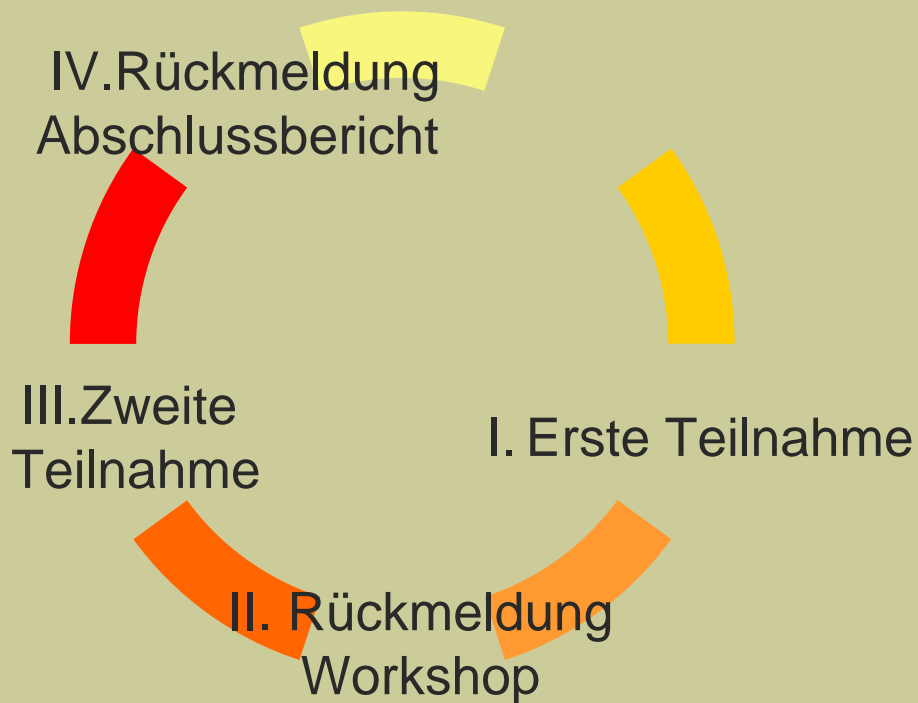 IV.Rückmeldung
Abschlussbericht
III.Zweite
Teilnahme
I. Erste Teilnahme
II. Rückmeldung
Workshop